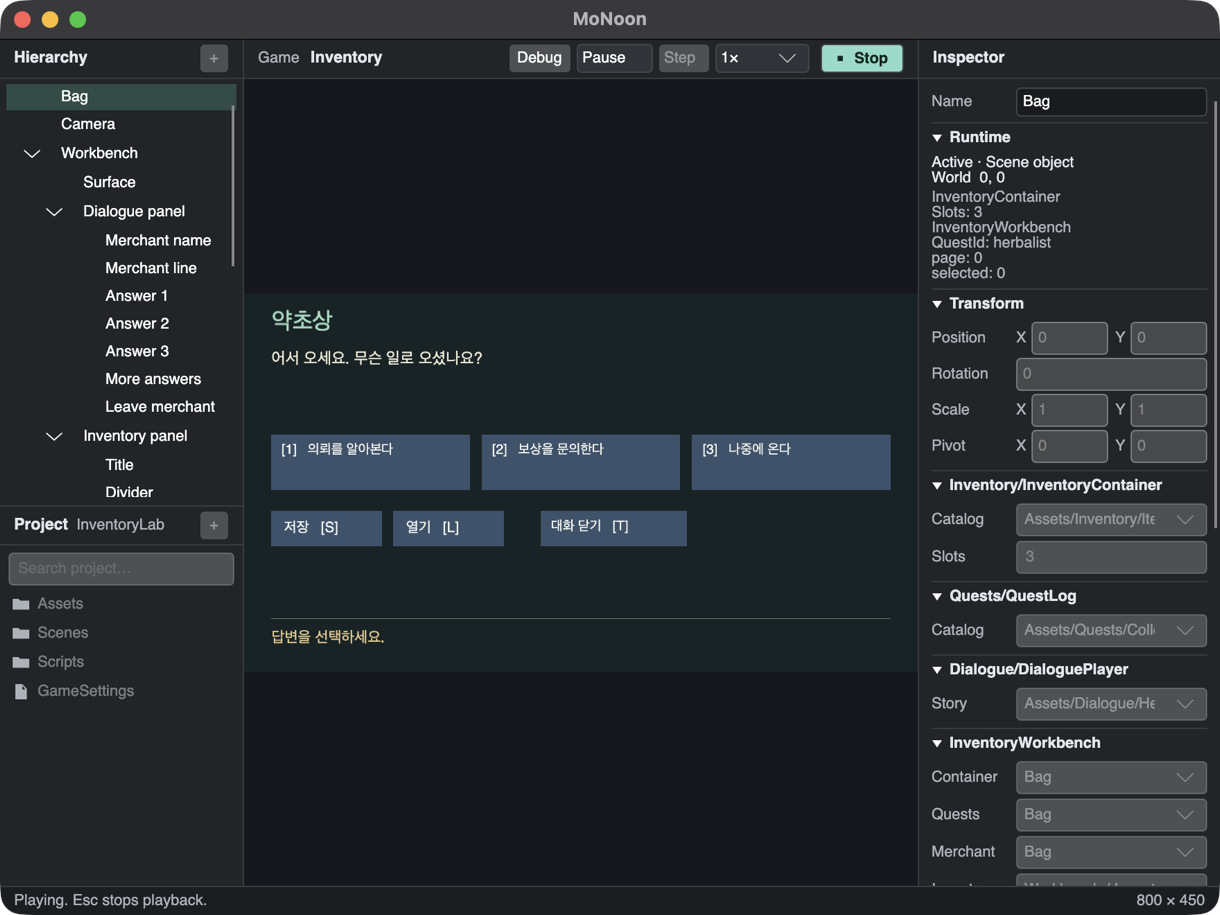 MoNoon
Hierarchy
+
Bag
Camera
Workbench
Surface
Dialogue panel
Merchant name
Merchant line
Answer 1
Answer 2
Answer 3
More answers
Leave merchant
Inventory panel
Title
Divider
Project InventoryLab
+
Search project…
Assets
Scenes
Scripts
GameSettings
Game Inventory
Debug
Pause
Step
1×
Stop
약초상
어서 오세요. 무슨 일로 오셨나요?
[1] 의뢰를 알아본다
[2] 보상을 문의한다
[3] 나중에 온다
저장 [S]
열기 [L]
대화 닫기 [T]
답변을 선택하세요.
Inspector
Name Bag
Runtime
Active · Scene object
World 0, 0
InventoryContainer
Slots: 3
InventoryWorkbench
QuestId: herbalist
page: 0
selected: 0
Transform
Position X 0 Y 0
Rotation 0
Scale X 1 Y 1
Pivot X 0 Y 0
Inventory/InventoryContainer
Catalog Assets/Inventory/Ite
Slots 3
Quests/QuestLog
Catalog Assets/Quests/Coll
Dialogue/DialoguePlayer
Story Assets/Dialogue/He
InventoryWorkbench
Container Bag
Quests Bag
Merchant Bag
Playing. Esc stops playback.
800 × 450